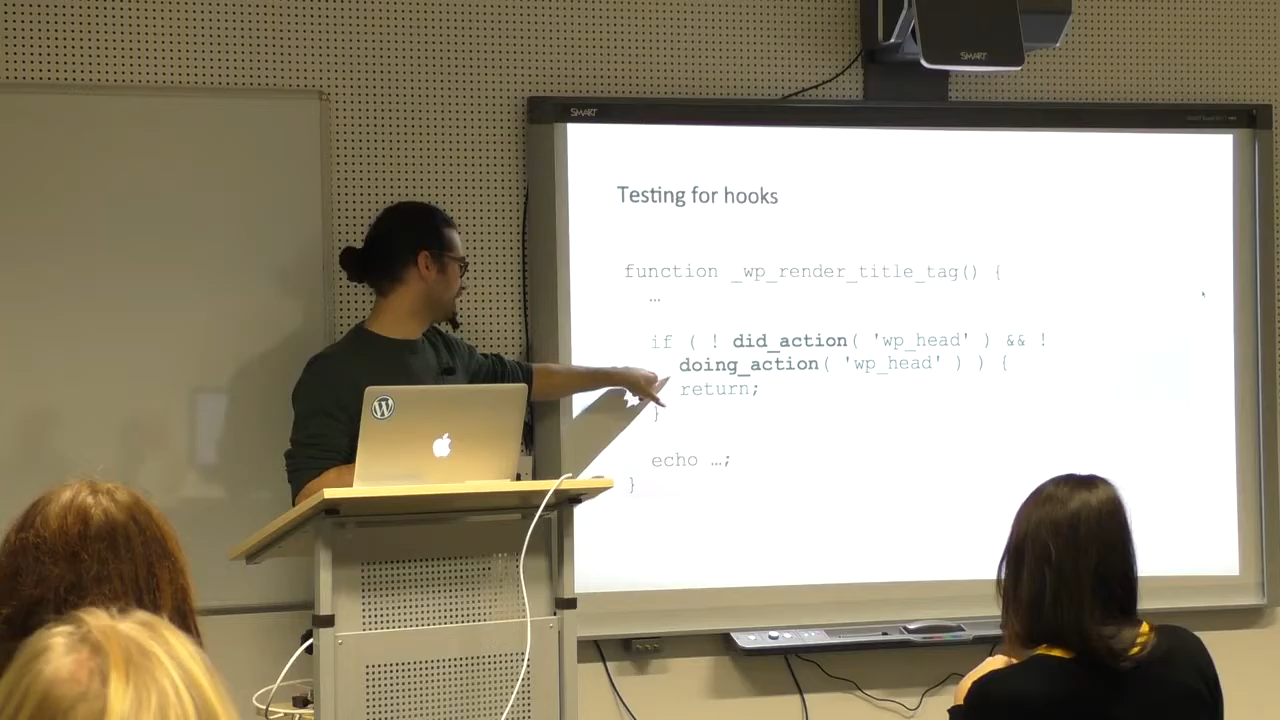 SMART
SMART
Testing for hooks
function _wp_render_title_tag() {
…
if ( ! did_action( 'wp_head' ) && !
doing_action( 'wp_head' ) ) {
return;
}
echo …;
}